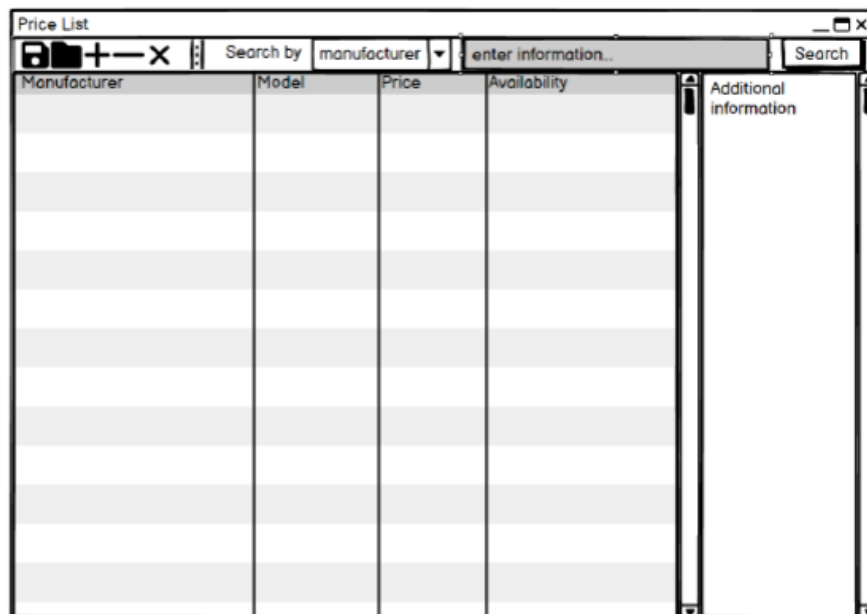 Price List
Search by manufacturer enter information... Search
Manufacturer Model Price Availability
Additional
information